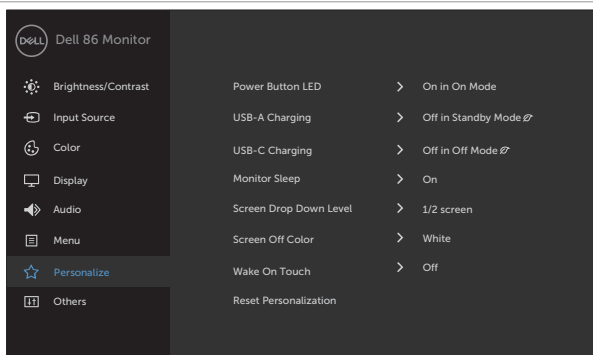 DELL Dell 86 Monitor
Brightness/Contrast
Input Source
Color
Display
Audio
Menu
Personalize
Others
Power Button LED > On in On Mode
USB-A Charging > Off in Standby Mode
USB-C Charging > Off in Off Mode
Monitor Sleep > On
Screen Drop Down Level > 1/2 screen
Screen Off Color > White
Wake On Touch > Off
Reset Personalization